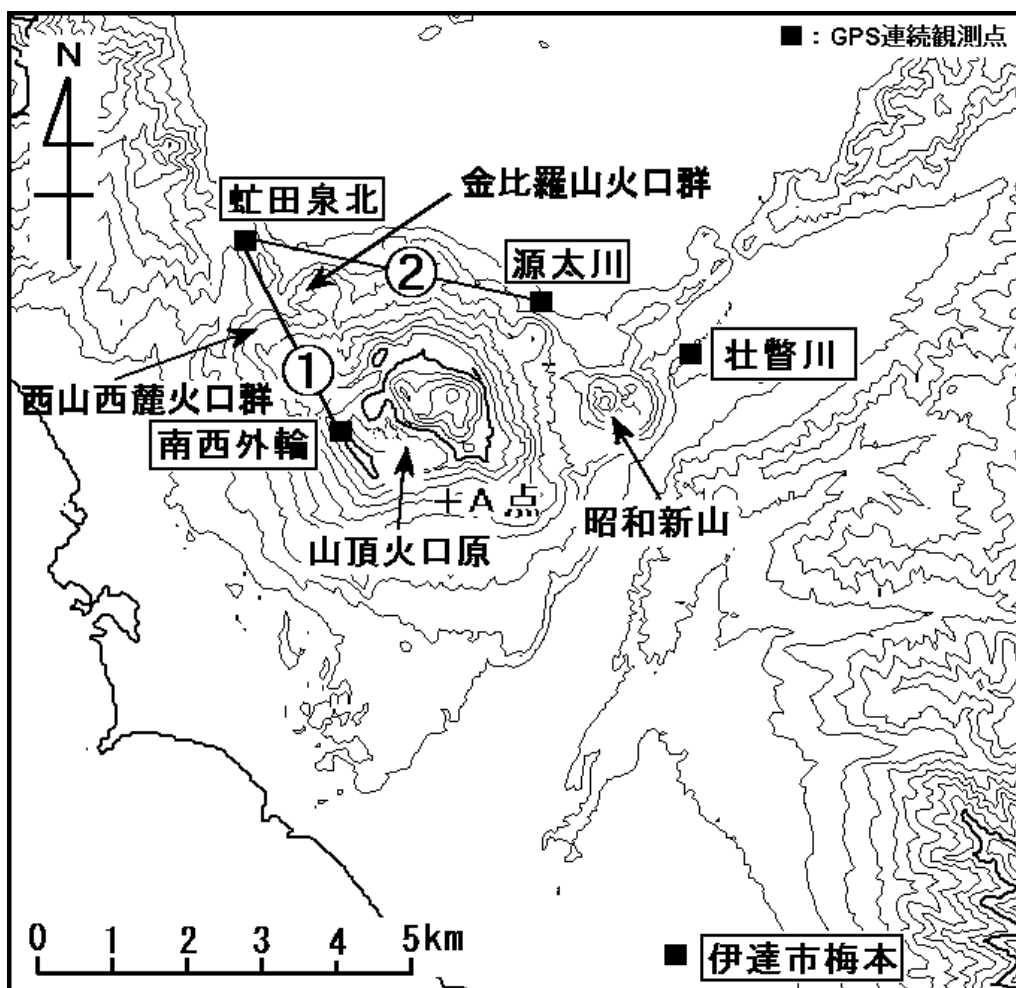 ■：GPS連続観測点
N
金比羅山火口群
虻田泉北
②
源太川
壮瞥川
①
西山西麓火口群
南西外輪
＋A点
昭和新山
山頂火口原
0 1 2 3 4 5km
伊達市梅本